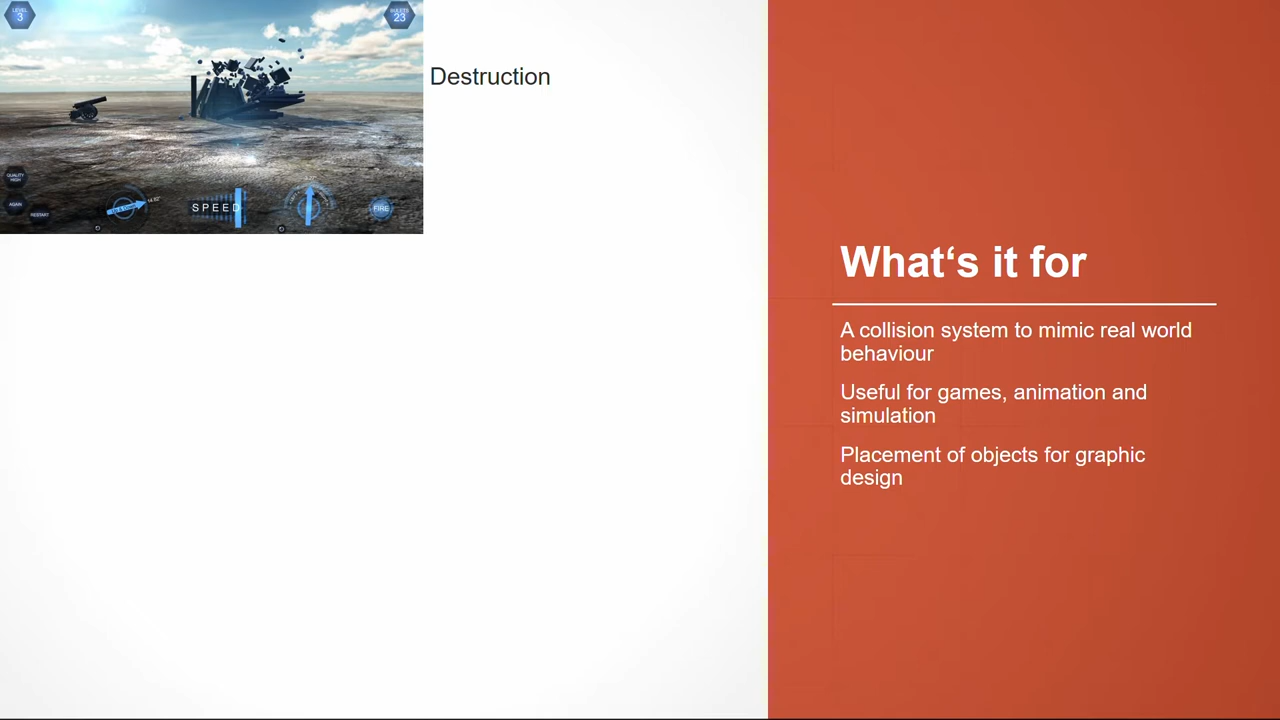 LEVEL
3
BULLETS
23
Destruction
QUALITY
HIGH
AGAIN
RESTART
SPEED
FIRE
What‘s it for
A collision system to mimic real world
behaviour
Useful for games, animation and
simulation
Placement of objects for graphic
design